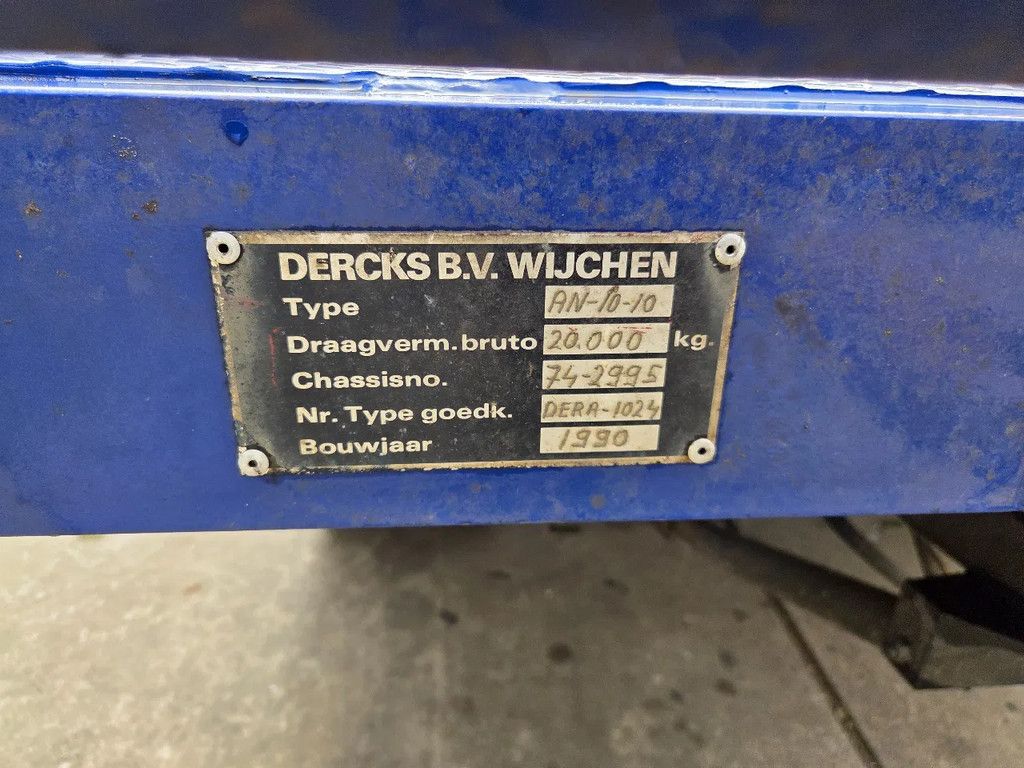 DERCKS B.V. WIJCHEN
Type AN-10-10
Draagverm.bruto 20.000 kg.
Chassisno. 74-2995
Nr. Type goedk. DERA-1024
Bouwjaar 1990